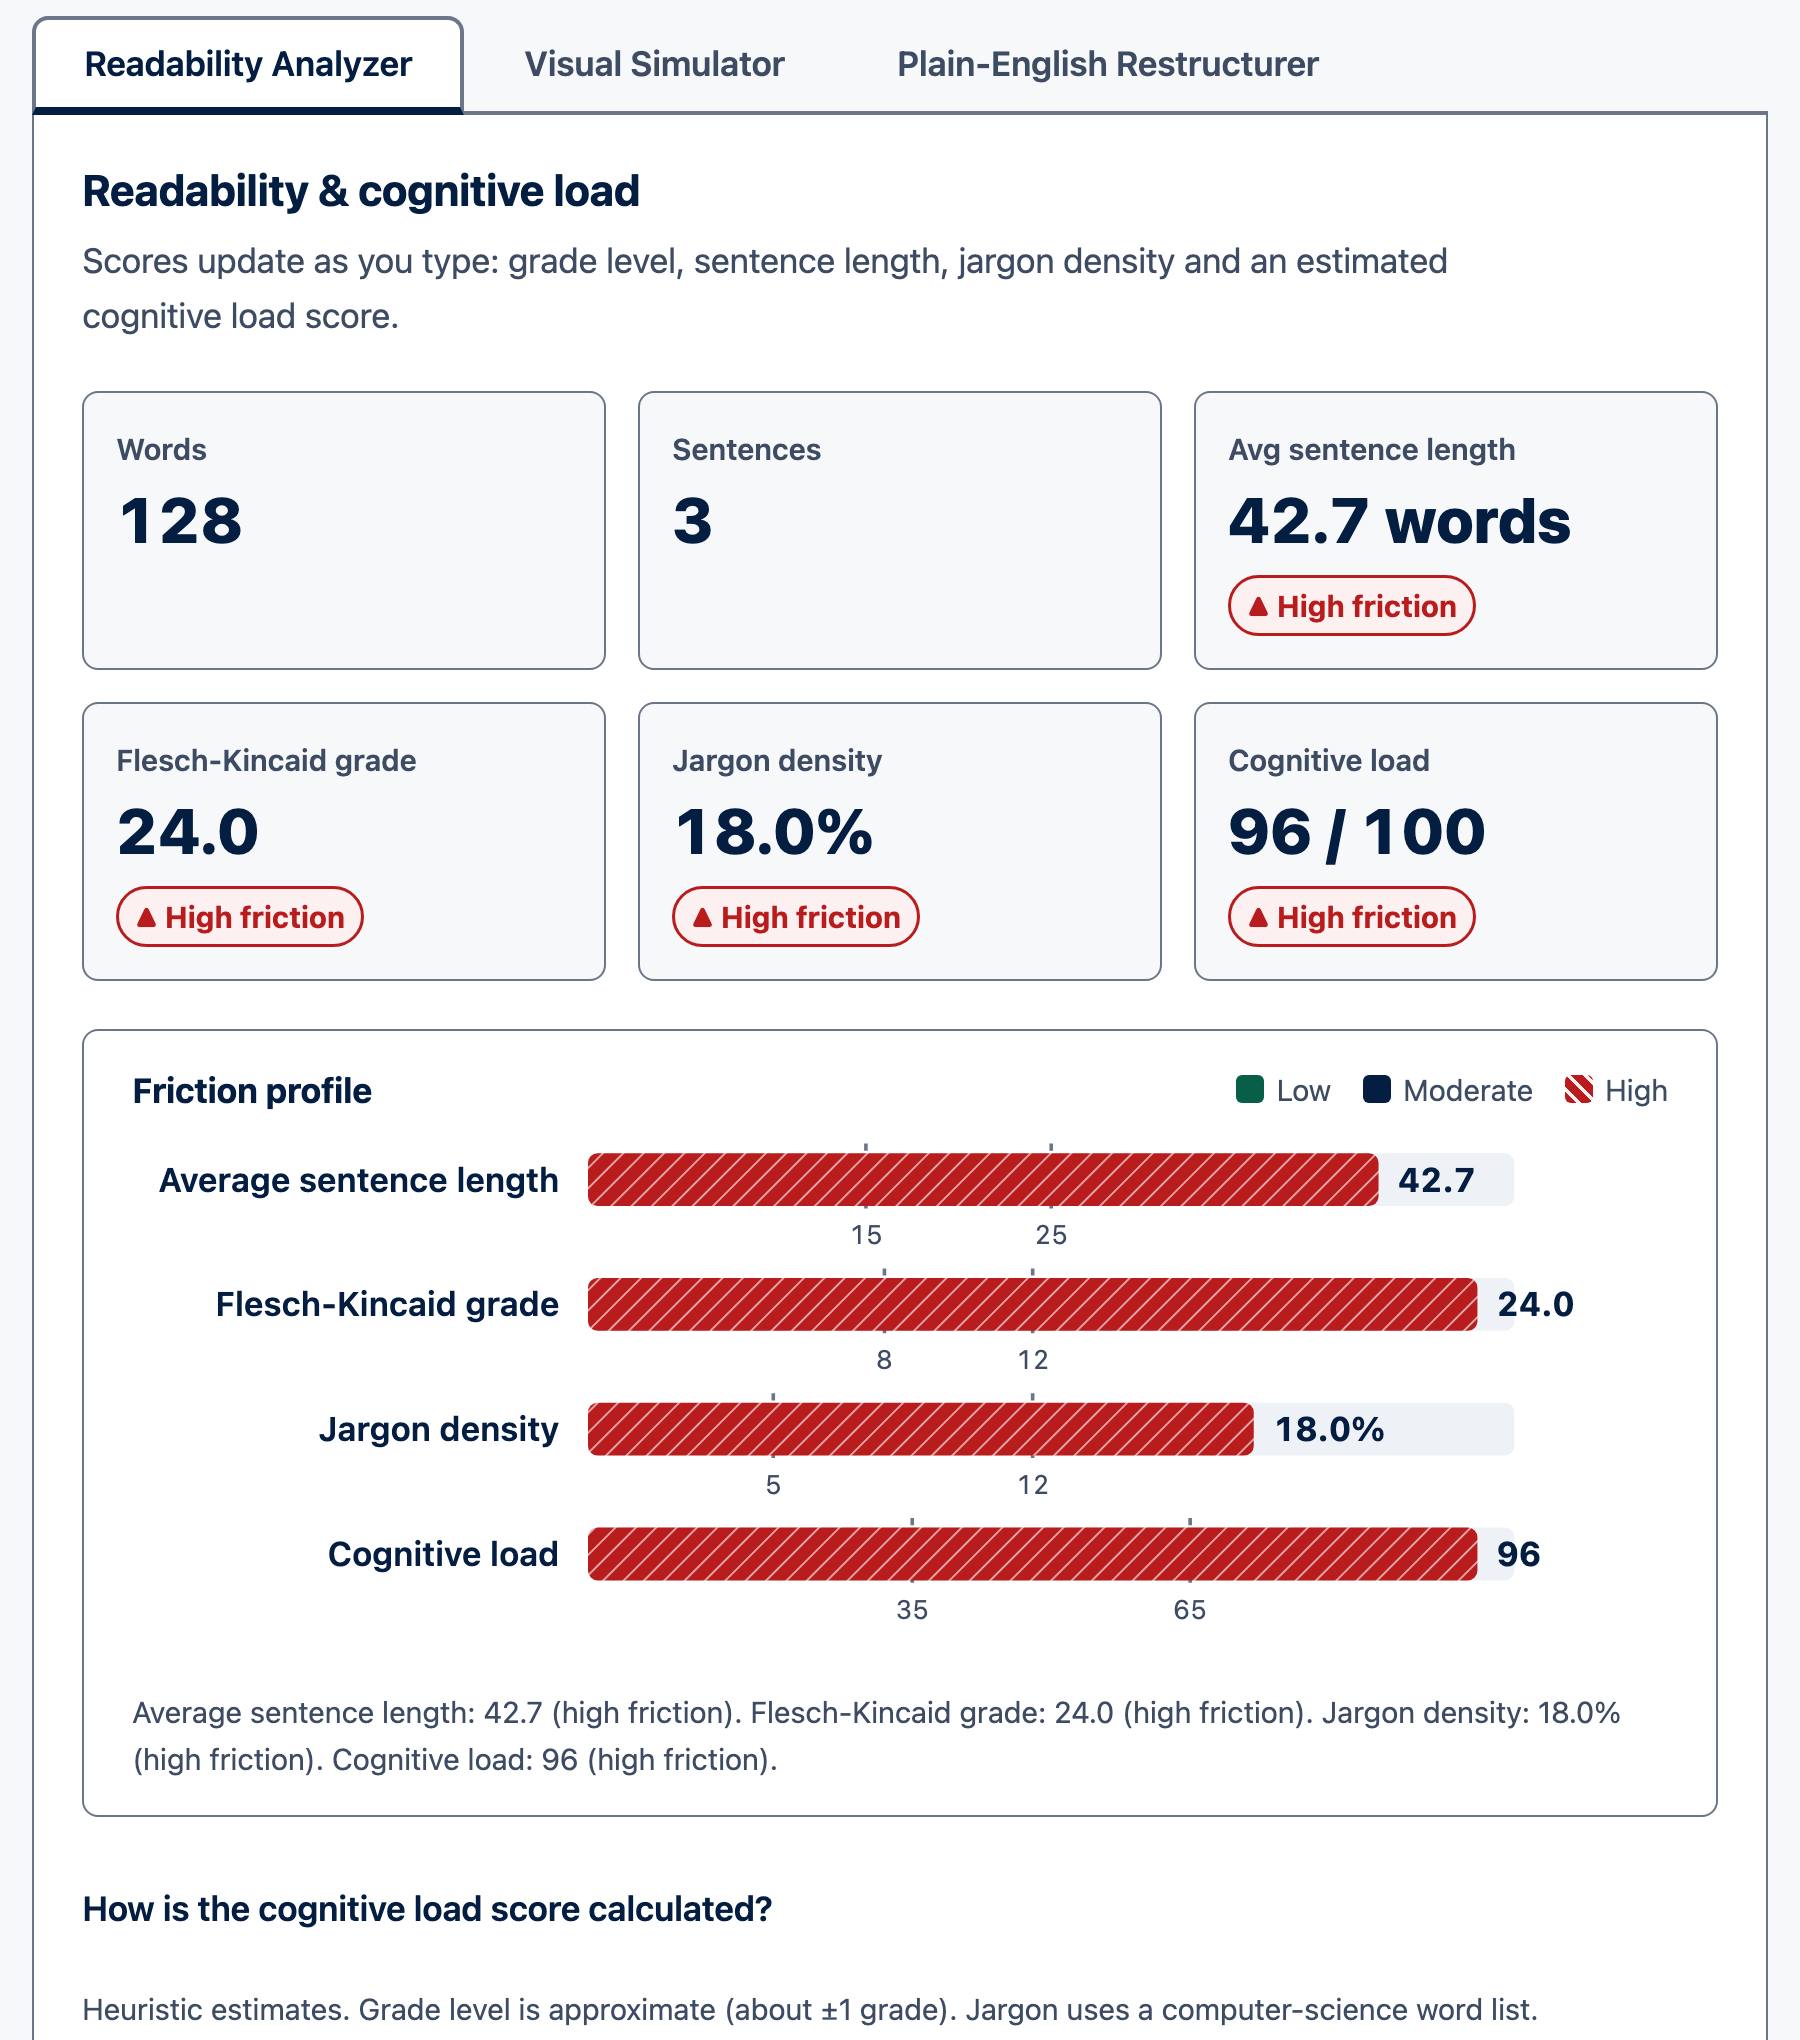 Readability Analyzer
Visual Simulator
Plain-English Restructurer
Readability & cognitive load
Scores update as you type: grade level, sentence length, jargon density and an estimated
cognitive load score.
Words
128
Sentences
3
Avg sentence length
42.7 words
▲ High friction
Flesch-Kincaid grade
24.0
▲ High friction
Jargon density
18.0%
▲ High friction
Cognitive load
96 / 100
▲ High friction
Friction profile
Low
Moderate
High
Average sentence length
42.7
15
25
Flesch-Kincaid grade
24.0
8
12
Jargon density
18.0%
5
12
Cognitive load
96
35
65
Average sentence length: 42.7 (high friction). Flesch-Kincaid grade: 24.0 (high friction). Jargon density: 18.0%
(high friction). Cognitive load: 96 (high friction).
How is the cognitive load score calculated?
Heuristic estimates. Grade level is approximate (about ±1 grade). Jargon uses a computer-science word list.